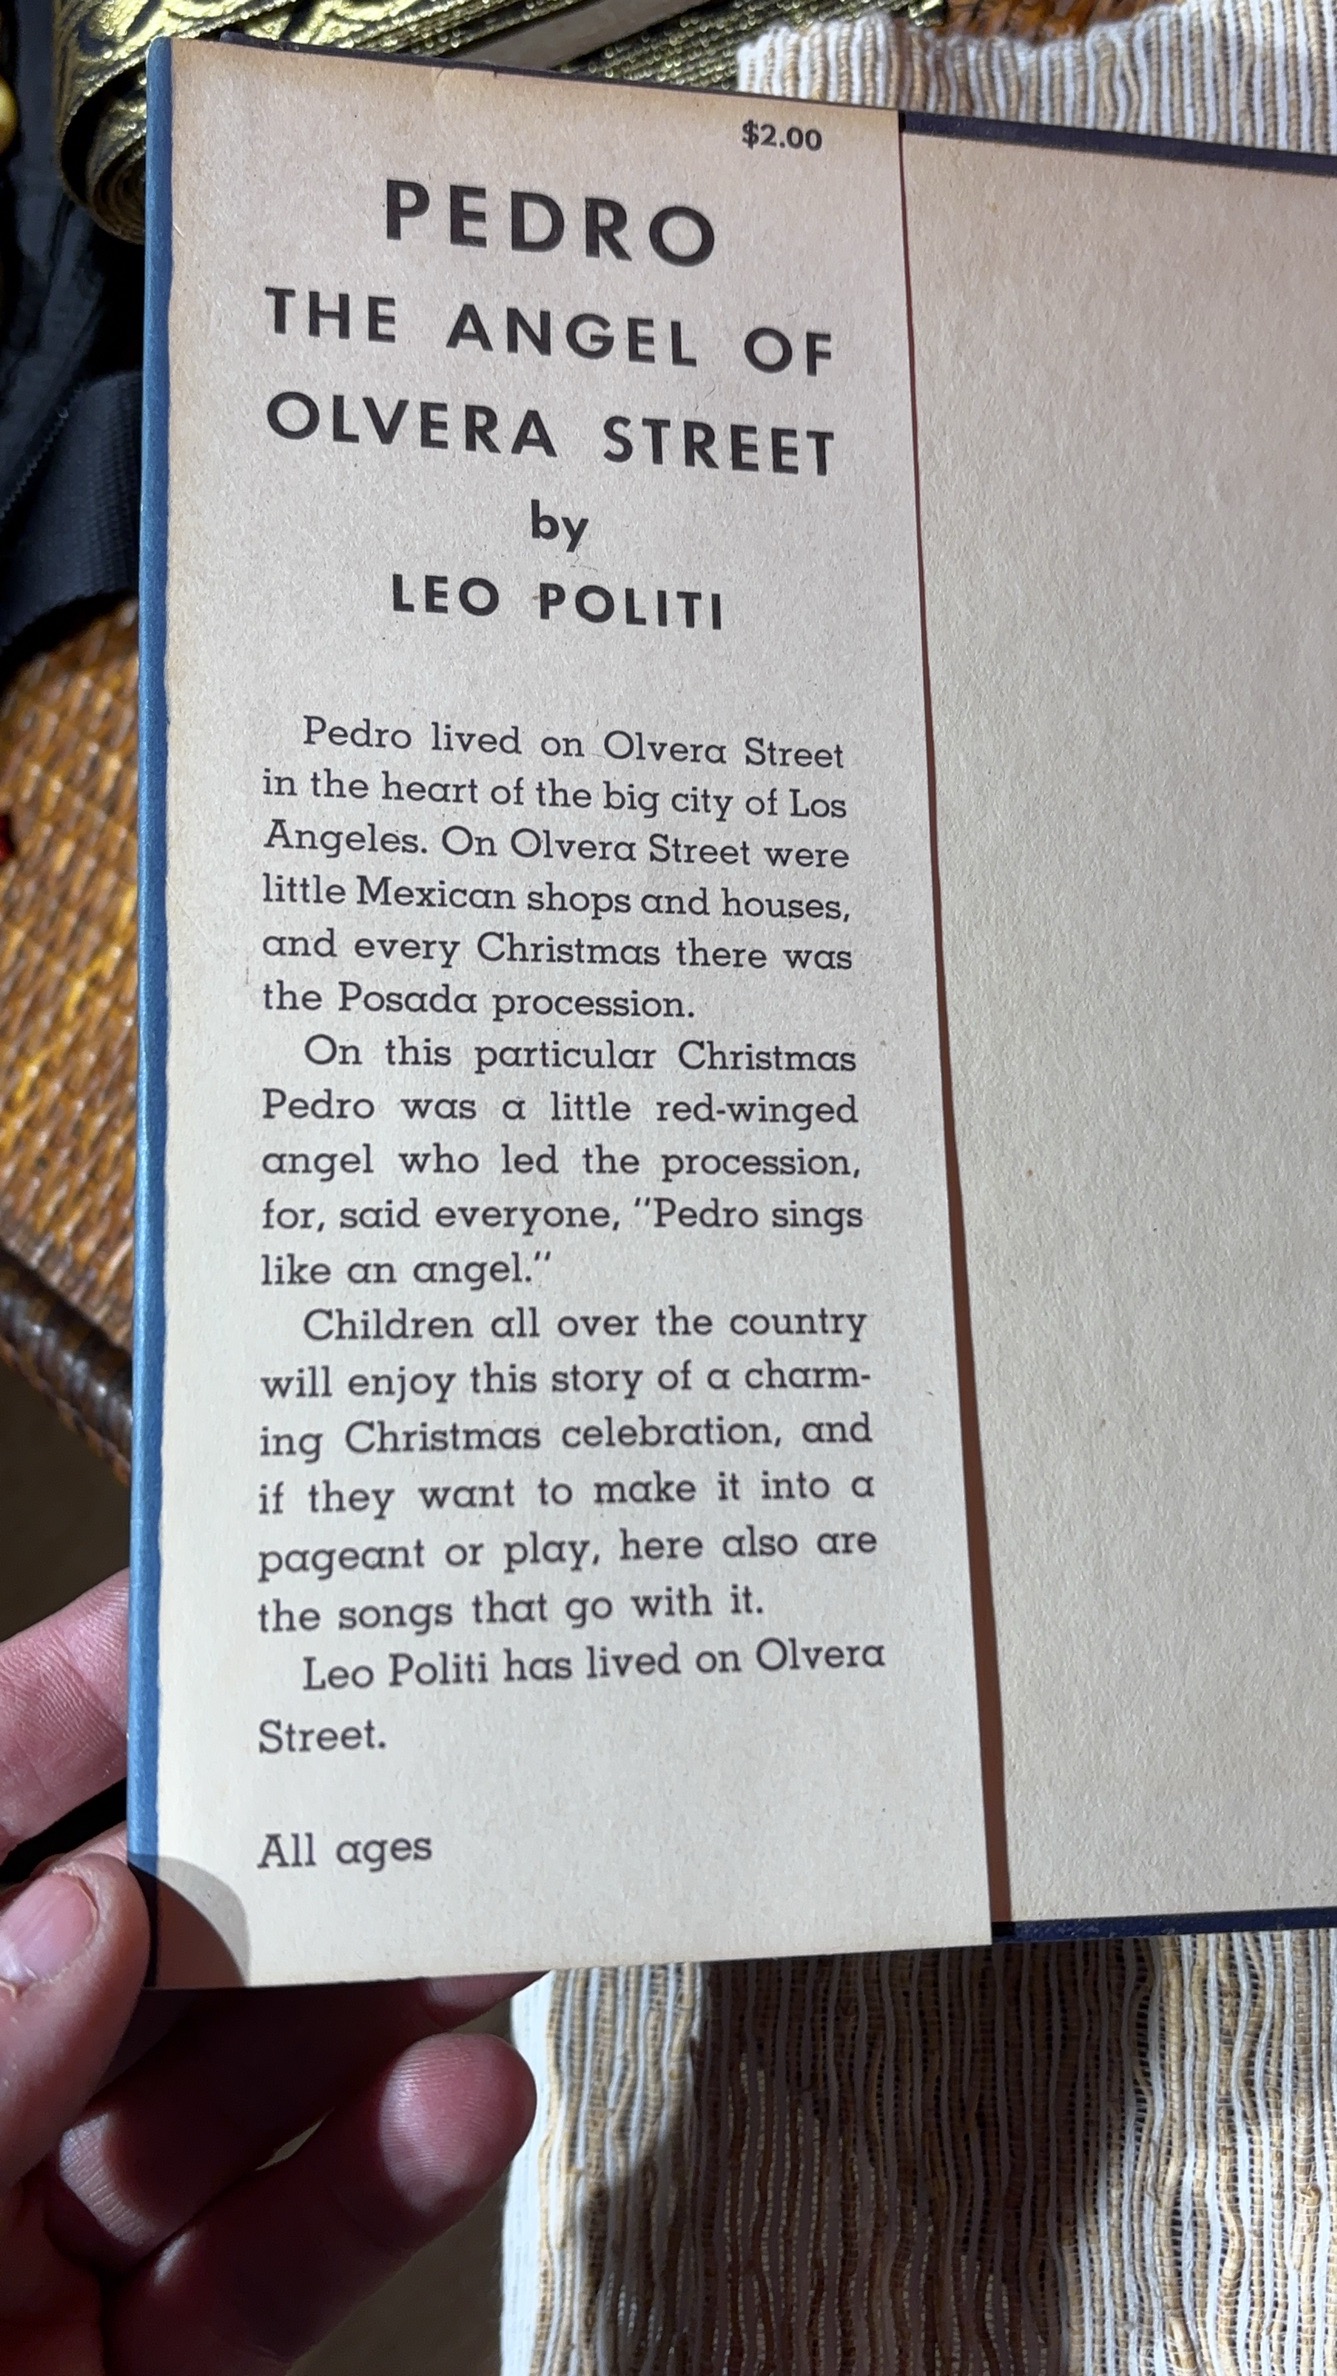 $2.00
PEDRO
THE ANGEL OF
OLVERA STREET
by
LEO POLITI
Pedro lived on Olvera Street
in the heart of the big city of Los
Angeles. On Olvera Street were
little Mexican shops and houses,
and every Christmas there was
the Posada procession.
On this particular Christmas
Pedro was a little red-winged
angel who led the procession,
for, said everyone, "Pedro sings
like an angel."
Children all over the country
will enjoy this story of a charm-
ing Christmas celebration, and
if they want to make it into a
pageant or play, here also are
the songs that go with it.
Leo Politi has lived on Olvera
Street.
All ages